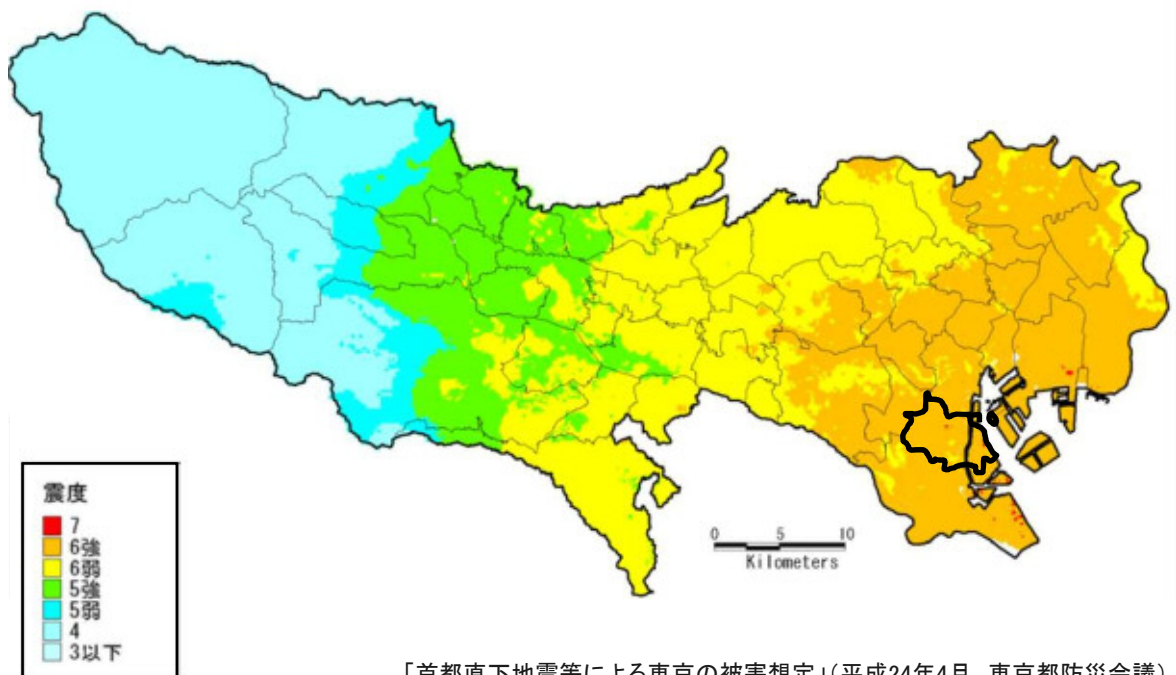 震度
7
6強
6弱
5強
5弱
4
3以下
0 5 10
Kilometers
「首都直下地震等による東京の被害想定」(平成24年4月 東京都防災会議)